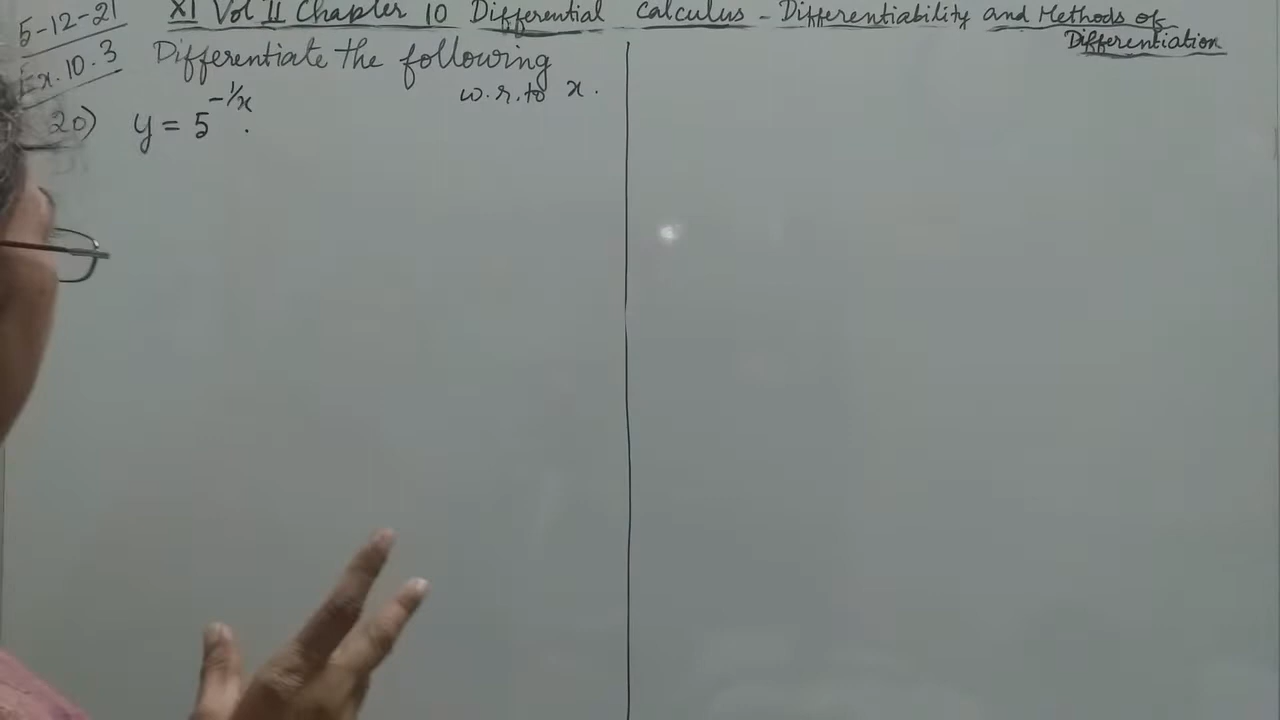 5-12-21
XI Vol II Chapter 10 Differential Calculus - Differentiability and Methods of
Differentiation
Ex. 10.3
Differentiate the following
w.r.to x.
20) y = 5^{-1/x}.